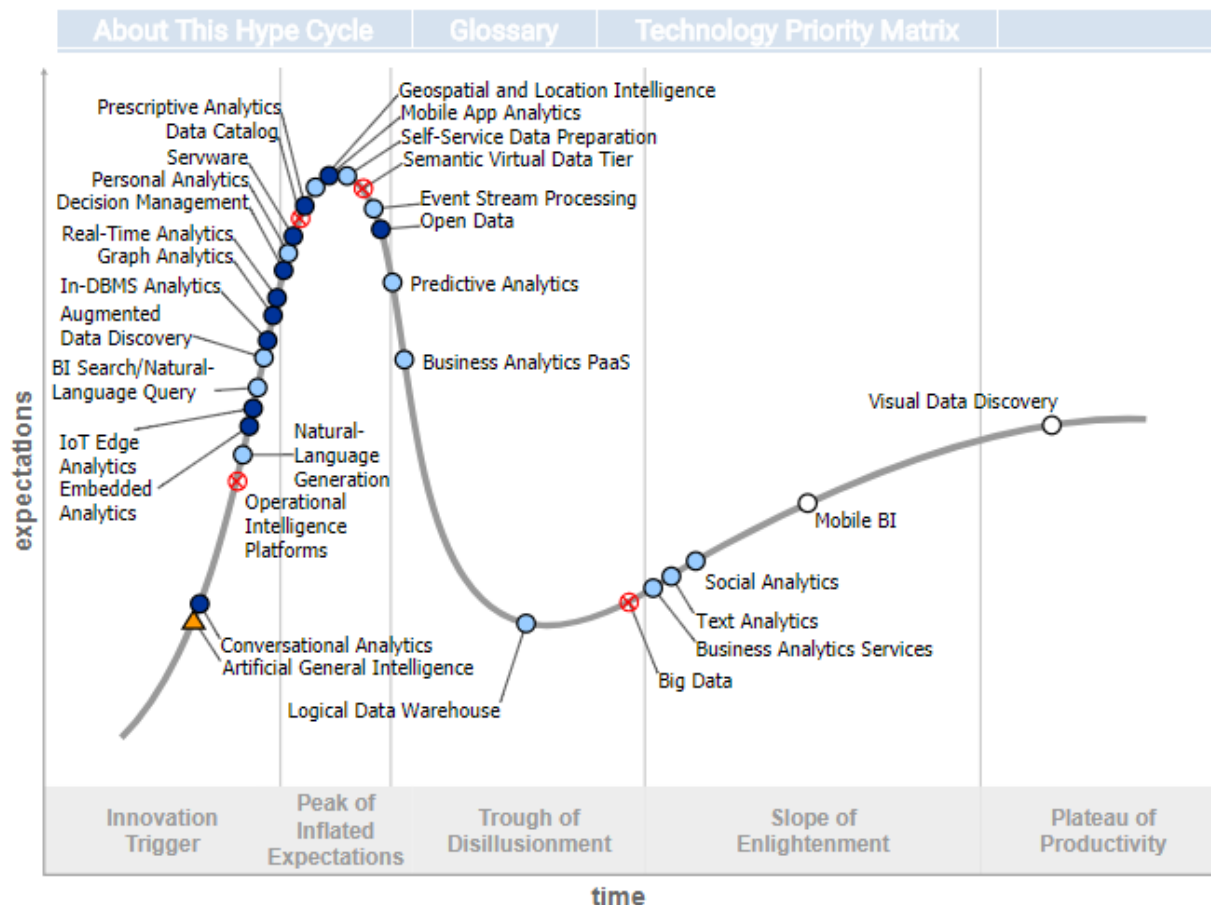 About This Hype Cycle
Glossary
Technology Priority Matrix
expectations
Prescriptive Analytics
Data Catalog
Servware
Personal Analytics
Decision Management
Real-Time Analytics
Graph Analytics
In-DBMS Analytics
Augmented
Data Discovery
BI Search/Natural-
Language Query
IoT Edge
Analytics
Embedded
Analytics
Natural-
Language
Generation
Operational
Intelligence
Platforms
Conversational Analytics
Artificial General Intelligence
Geospatial and Location Intelligence
Mobile App Analytics
Self-Service Data Preparation
Semantic Virtual Data Tier
Event Stream Processing
Open Data
Predictive Analytics
Business Analytics PaaS
Logical Data Warehouse
Big Data
Business Analytics Services
Text Analytics
Social Analytics
Mobile BI
Visual Data Discovery
Innovation
Trigger
Peak of
Inflated
Expectations
Trough of
Disillusionment
Slope of
Enlightenment
Plateau of
Productivity
time